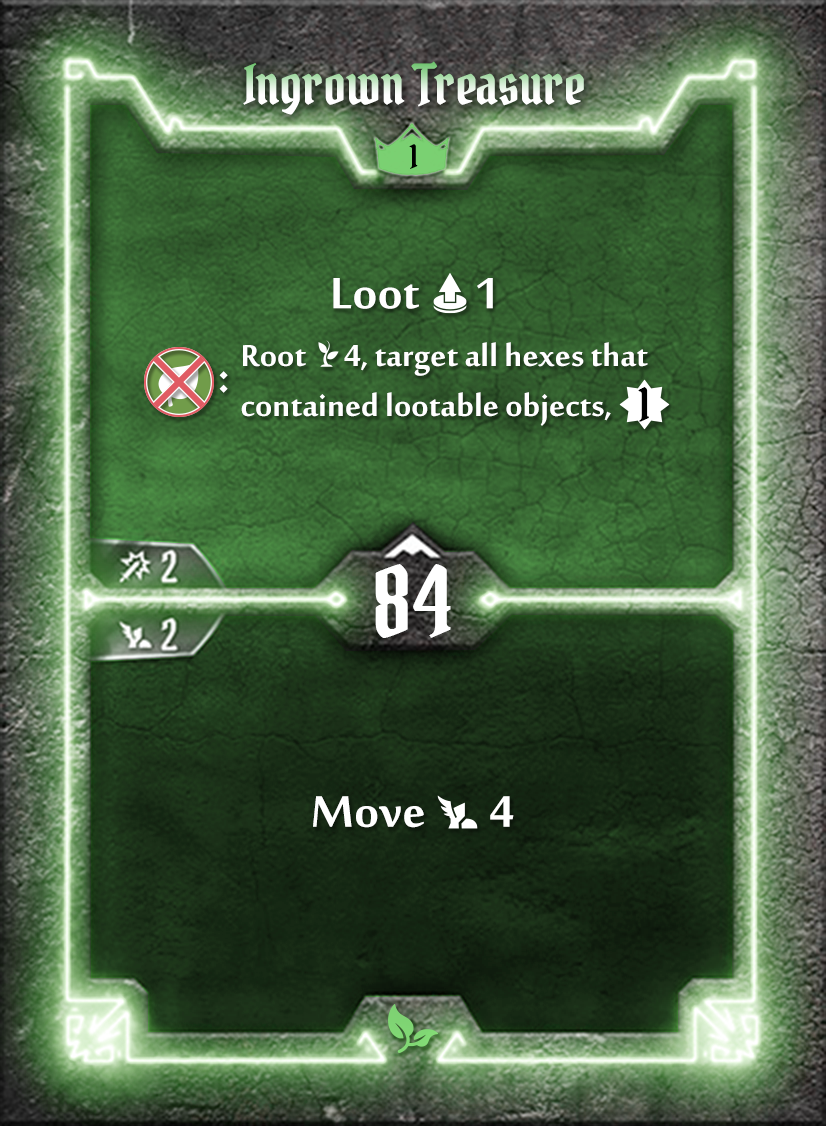 Ingrown Treasure
1
Loot 1
: Root 4, target all hexes that
contained lootable objects, 1
2
84
2
Move 4